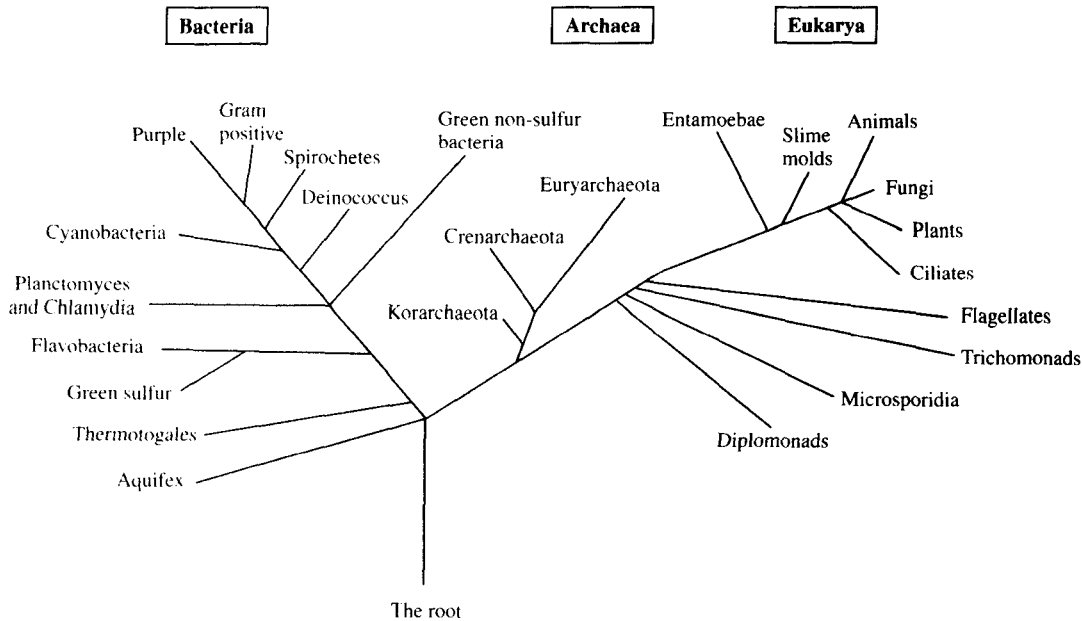 Bacteria
Archaea
Eukarya
Purple
Gram
positive
Spirochetes
Deinococcus
Green non-sulfur
bacteria
Cyanobacteria
Planctomyces
and Chlamydia
Flavobacteria
Green sulfur
Thermotogales
Aquifex
Euryarchaeota
Crenarchaeota
Korarchaeota
Entamoebae
Slime
molds
Animals
Fungi
Plants
Ciliates
Flagellates
Trichomonads
Microsporidia
Diplomonads
The root